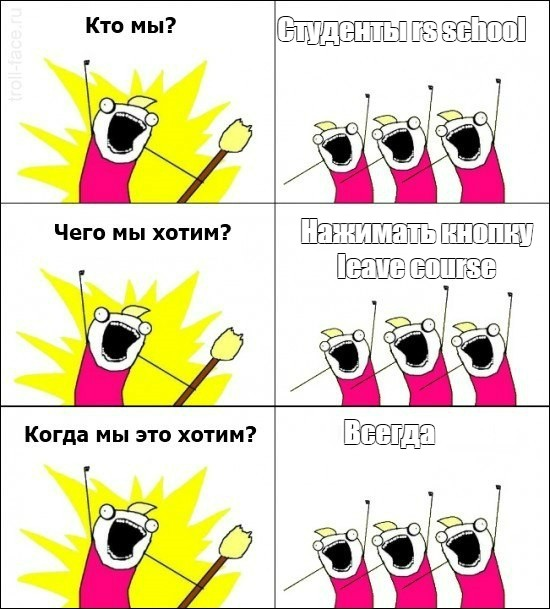 troll-face.ru
Кто мы?
Студенты rs school
Чего мы хотим?
Нажимать кнопку
leave course
Когда мы это хотим?
Всегда